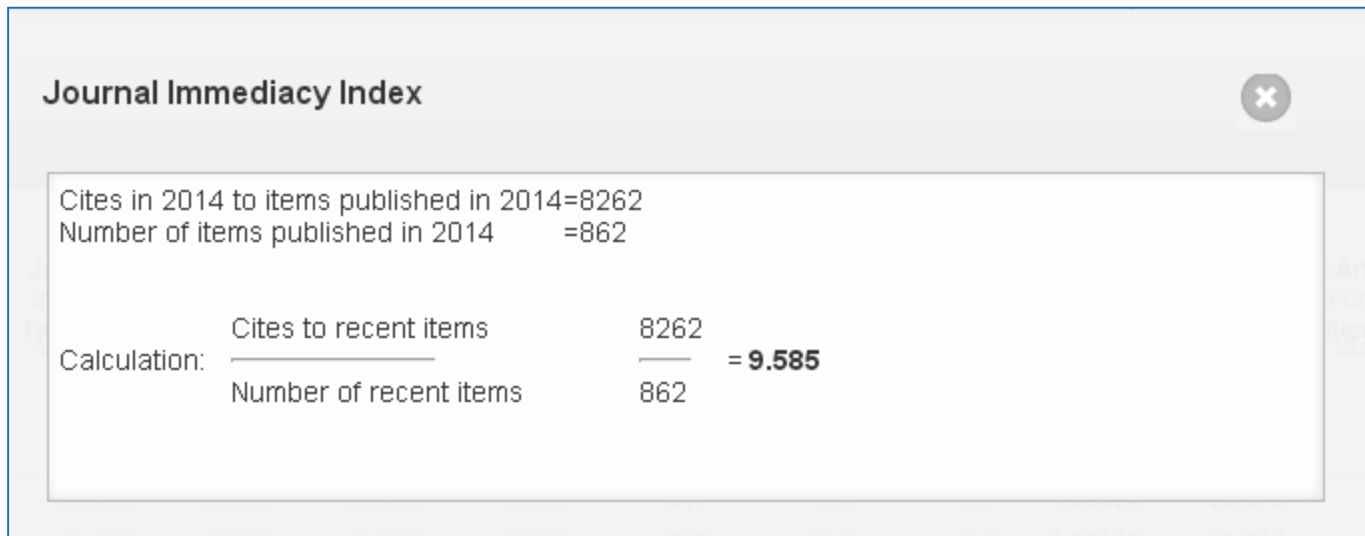 Journal Immediacy Index
Cites in 2014 to items published in 2014=8262
Number of items published in 2014 =862
Cites to recent items 8262
Calculation: = 9.585
Number of recent items 862